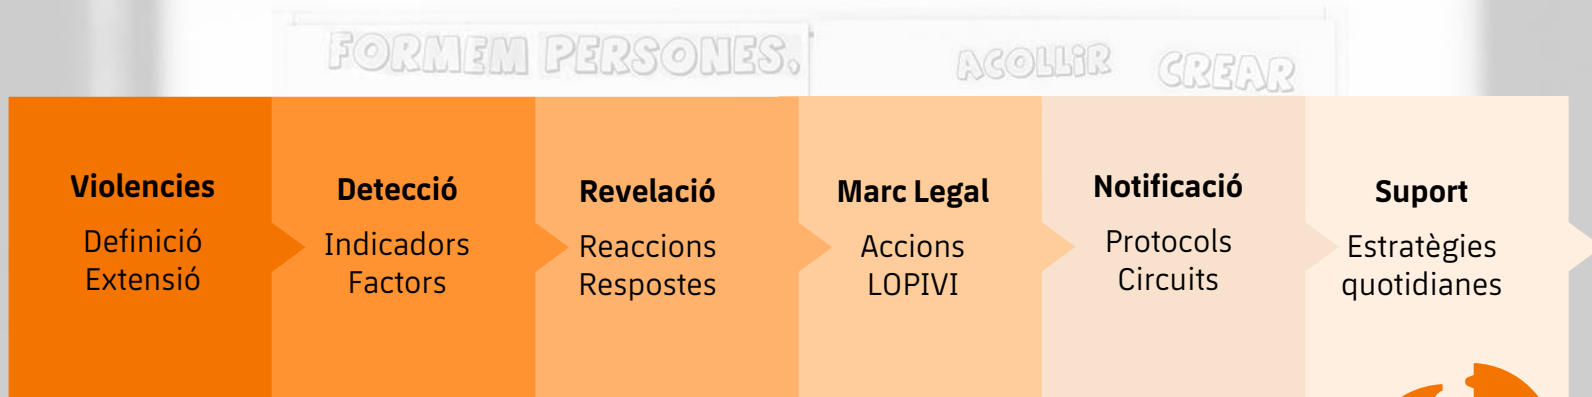 FORMEM PERSONES.
ACOLLiR CREAR
Violencies
Definició
Extensió
Detecció
Indicadors
Factors
Revelació
Reaccions
Respostes
Marc Legal
Accions
LOPIVI
Notificació
Protocols
Circuits
Suport
Estratègies
quotidianes